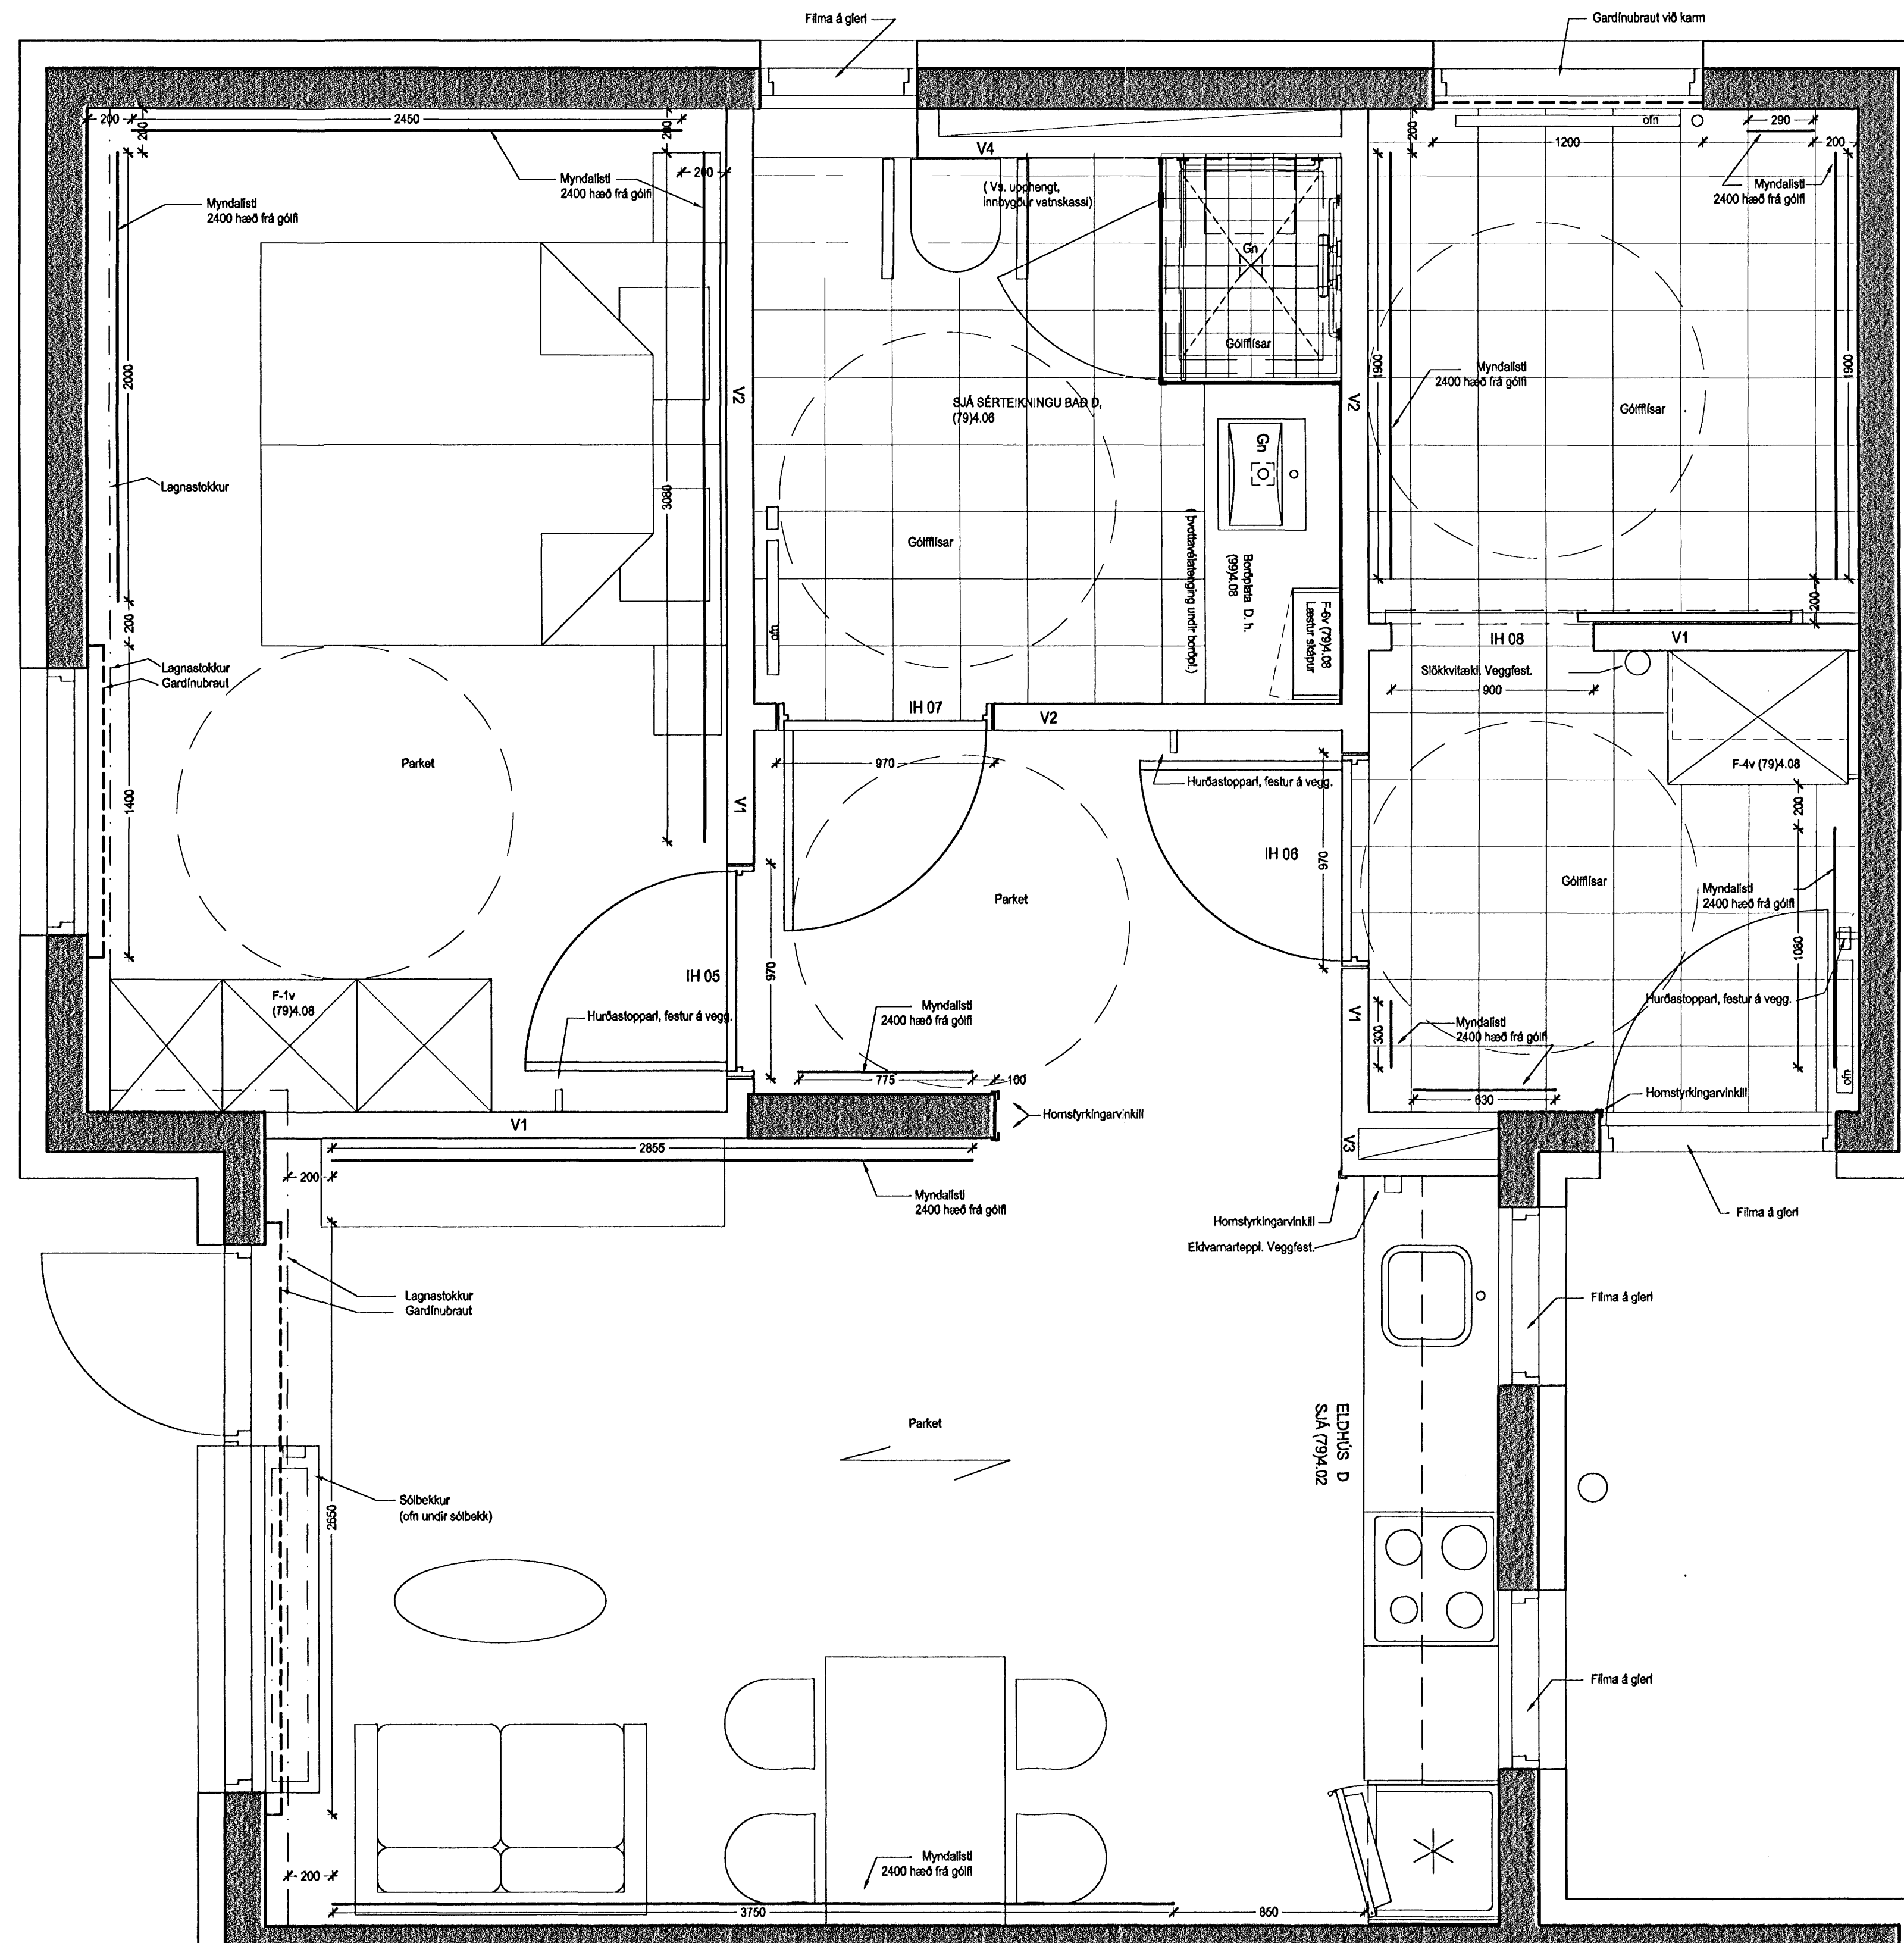 Filma á gleri
Gardínubraut við karm
200
2450
200
200
200
V4
ofn
290
200
1200
200
Myndalisti
2400 hæð frá gólfi
Myndalisti
2400 hæð frá gólfi
( Vs. upphengt,
innbygður vatnskassi)
Myndalisti
2400 hæð frá gólfi
Gn
Gólfflísar
2000
V2
1900
Myndalisti
2400 hæð frá gólfi
V2
1900
Gólfflísar
SJÁ SÉRTEIKNINGU BAÐ D,
(79)4.06
Gn
Lagnastokkur
3080
Gólfflísar
( þvottavélatenging undir borðpl.)
Borðplata D. h.
(99)4.08
F-6v (79)4.08
Læstur skápur
200
200
ofn
Lagnastokkur
Gardínubraut
IH 08
V1
Slökkvitæki. Veggfest.
900
IH 07
V2
Parket
970
Hurðastoppari, festur á vegg.
F-4v (79)4.08
200
1400
V1
IH 06
970
Gólfflísar
Myndalisti
2400 hæð frá gólfi
Parket
1080
970
IH 05
F-1v
(79)4.08
Hurðastoppari, festur á vegg.
Myndalisti
2400 hæð frá gólfi
V1
300
Myndalisti
2400 hæð frá gólfi
Hurðastoppari, festur á vegg.
ofn
775
100
630
Hornstyrkingarvinkill
Hornstyrkingarvinkill
V1
V3
2855
200
Myndalisti
2400 hæð frá gólfi
Hornstyrkingarvinkill
Eldvarnarteppi. Veggfest.
Filma á gleri
Lagnastokkur
Gardínubraut
Filma á gleri
Parket
ELDHÚS D
SJÁ (79)4.02
Sólbekkur
(ofn undir sólbekk)
2650
Filma á gleri
Myndalisti
2400 hæð frá gólfi
200
3750
850